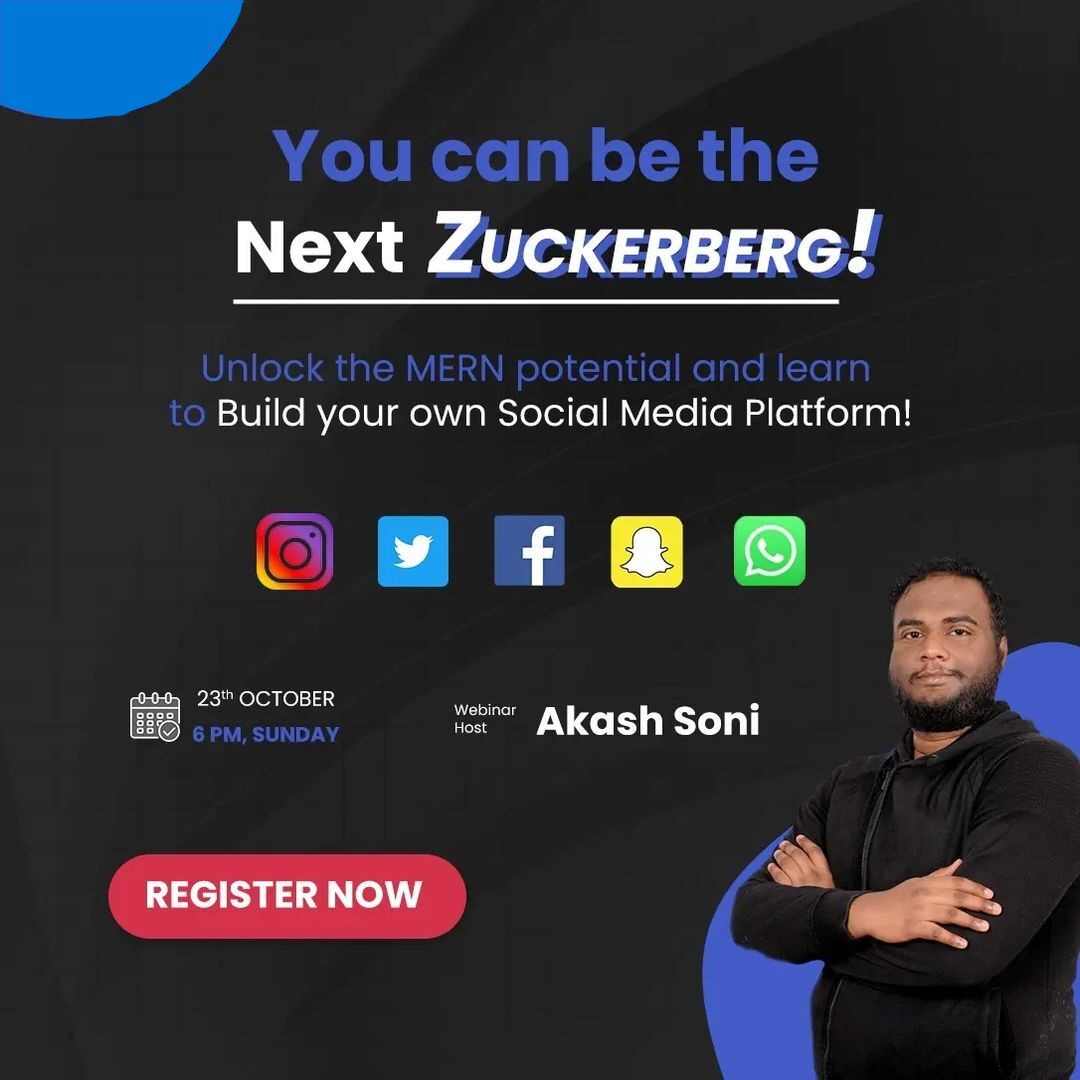 You can be the
Next ZUCKERBERG!
Unlock the MERN potential and learn
to Build your own Social Media Platform!
23th OCTOBER
6 PM, SUNDAY
Webinar
Host
Akash Soni
REGISTER NOW